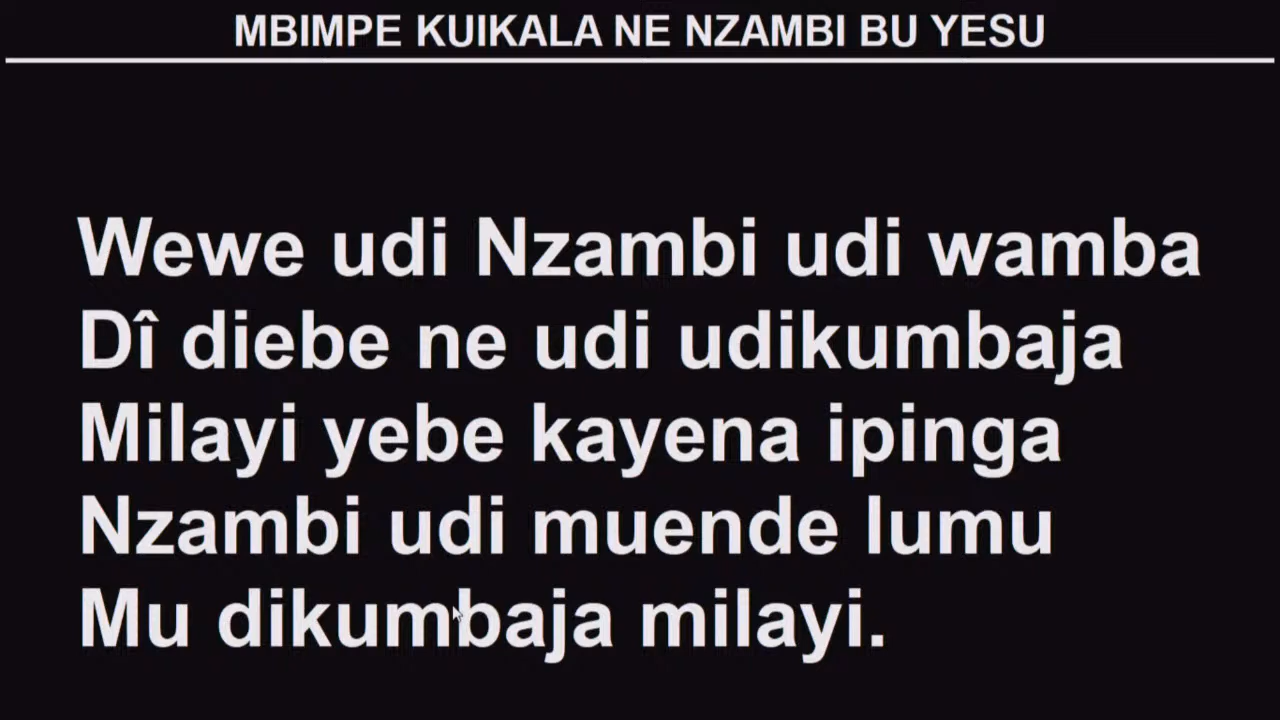 MBIMPE KUIKALA NE NZAMBI BU YESU
Wewe udi Nzambi udi wamba
Dî diebe ne udi udikumbaja
Milayi yebe kayena ipinga
Nzambi udi muende lumu
Mu dikumbaja milayi.